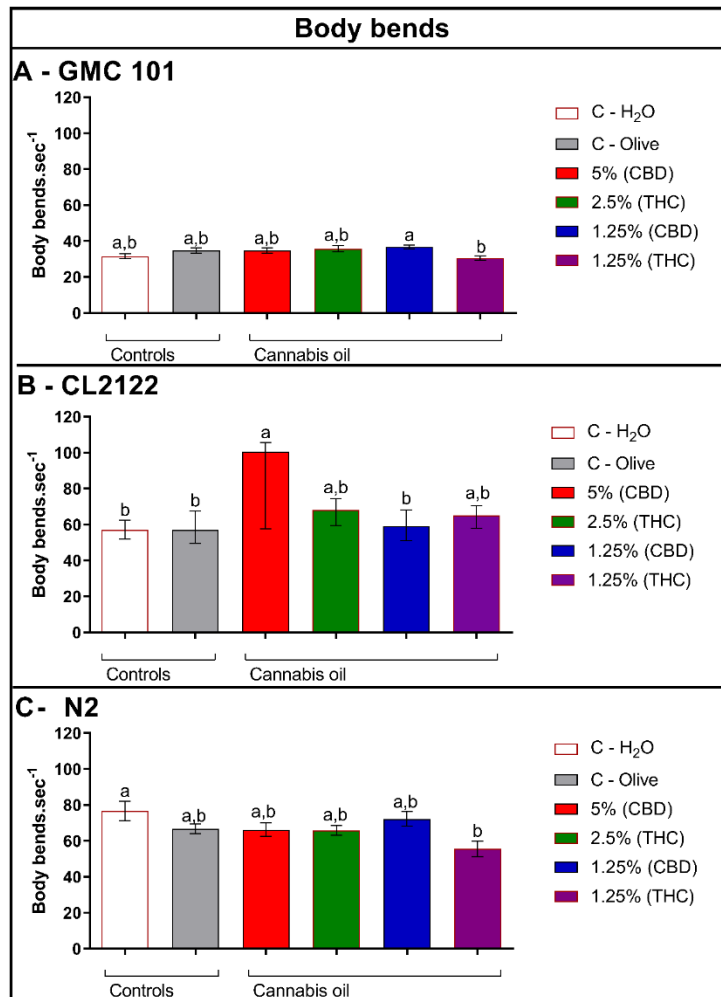 Body bends
A - GMC 101
Body bends.sec⁻¹
120
100
80
60
40
20
0
a,b
a,b
a,b
a,b
a
b
Controls
Cannabis oil
C - H₂O
C - Olive
5% (CBD)
2.5% (THC)
1.25% (CBD)
1.25% (THC)
B - CL2122
Body bends.sec⁻¹
120
100
80
60
40
20
0
b
b
a
a,b
b
a,b
Controls
Cannabis oil
C - H₂O
C - Olive
5% (CBD)
2.5% (THC)
1.25% (CBD)
1.25% (THC)
C- N2
Body bends.sec⁻¹
120
100
80
60
40
20
0
a
a,b
a,b
a,b
a,b
b
Controls
Cannabis oil
C - H₂O
C - Olive
5% (CBD)
2.5% (THC)
1.25% (CBD)
1.25% (THC)